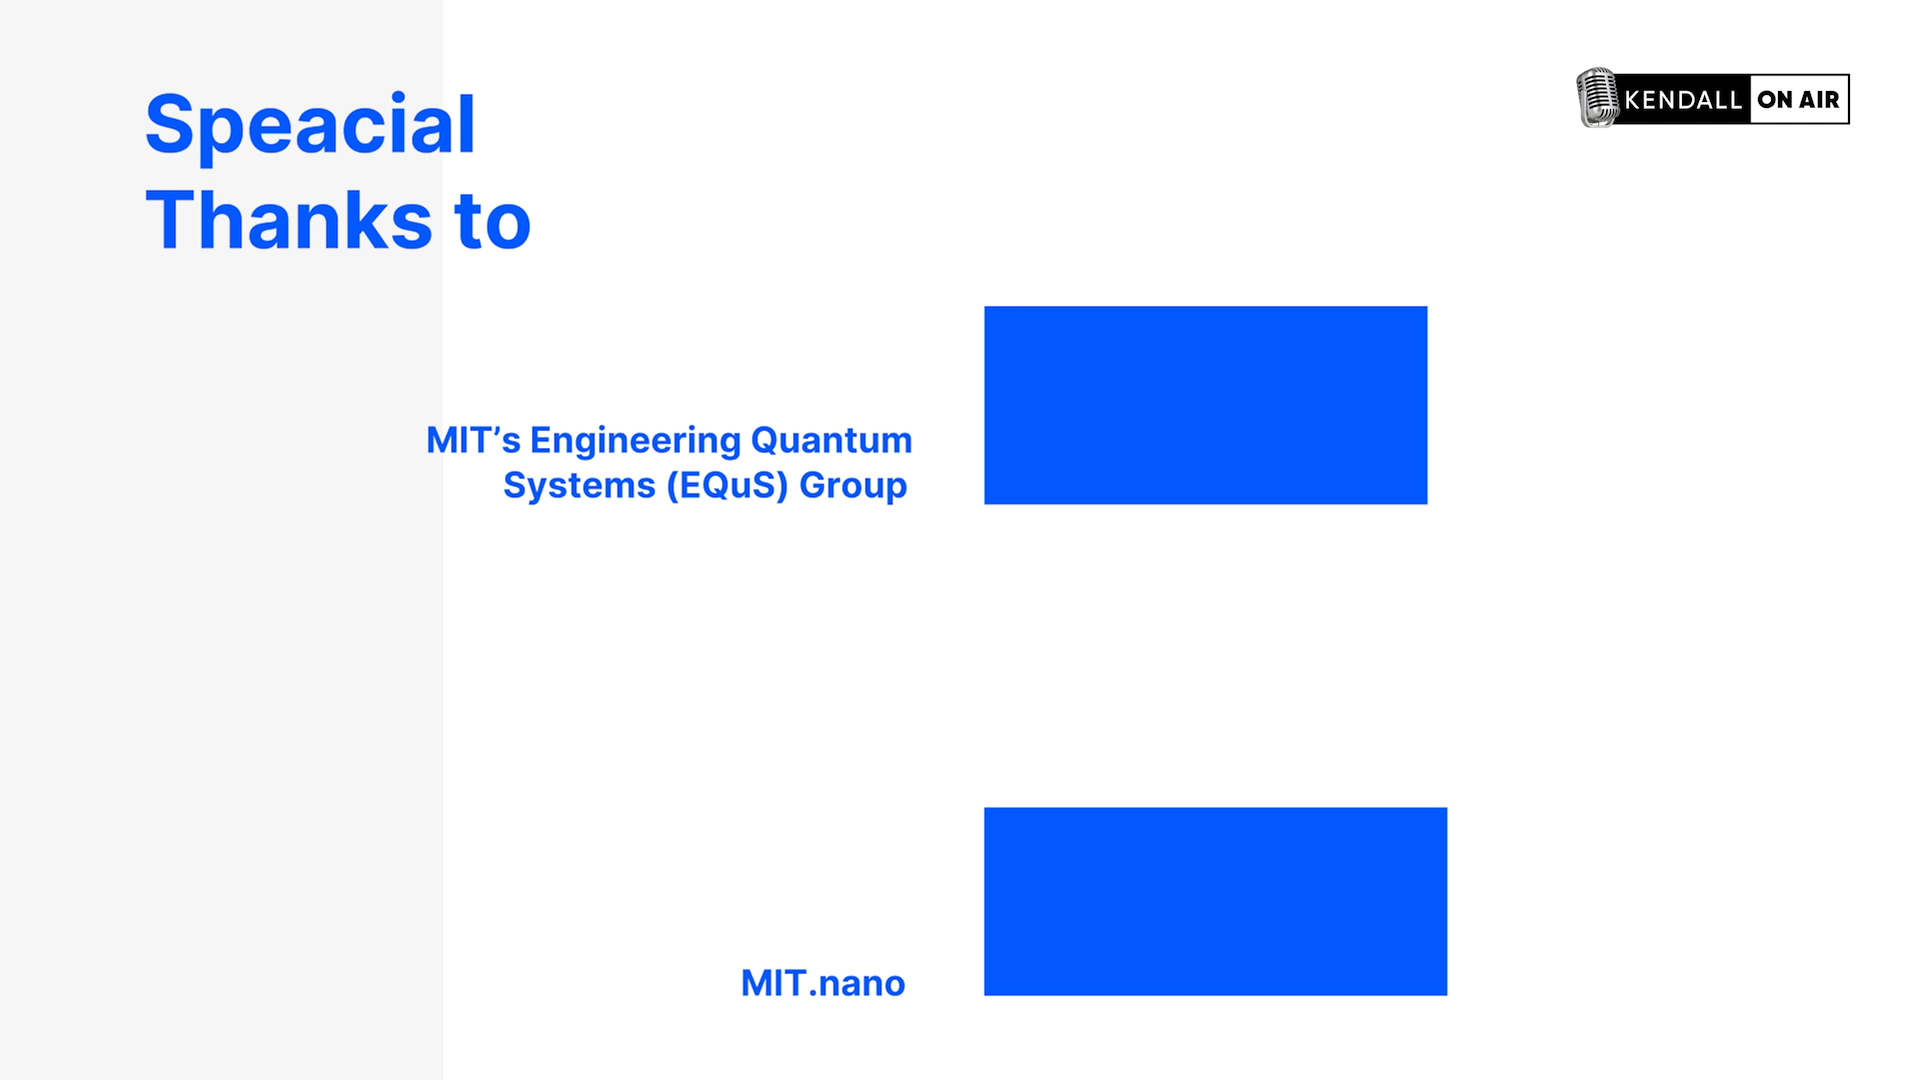 Speacial
Thanks to
KENDALL ON AIR
MIT’s Engineering Quantum
Systems (EQuS) Group
MIT.nano